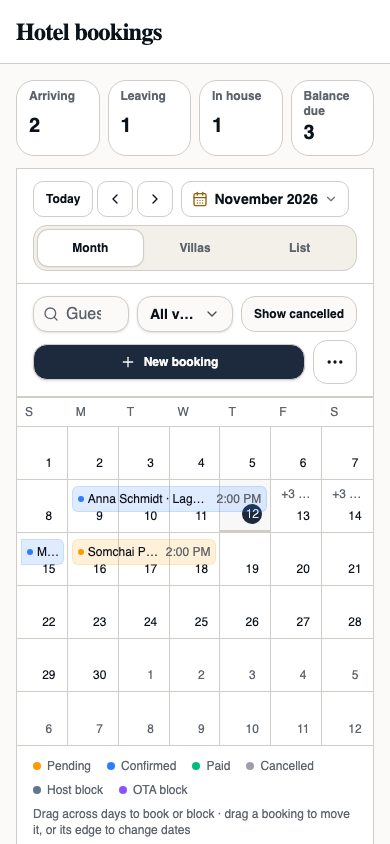 Hotel bookings
Arriving
2
Leaving
1
In house
1
Balance
due
3
Today
November 2026
Month
Villas
List
Gues
All v...
Show cancelled
New booking
S M T W T F S
1 2 3 4 5 6 7
Anna Schmidt · Lag... 2:00 PM +3 ... +3 ...
8 9 10 11 12 13 14
M... Somchai P... 2:00 PM
15 16 17 18 19 20 21
22 23 24 25 26 27 28
29 30 1 2 3 4 5
6 7 8 9 10 11 12
Pending Confirmed Paid Cancelled
Host block OTA block
Drag across days to book or block · drag a booking to move
it, or its edge to change dates